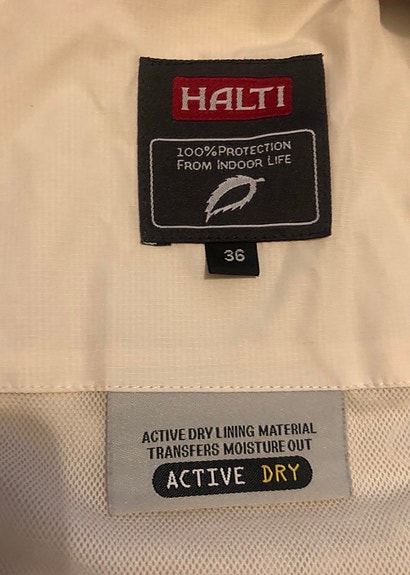 HALTI
100% PROTECTION
FROM INDOOR LIFE
36
ACTIVE DRY LINING MATERIAL
TRANSFERS MOISTURE OUT
ACTIVE DRY